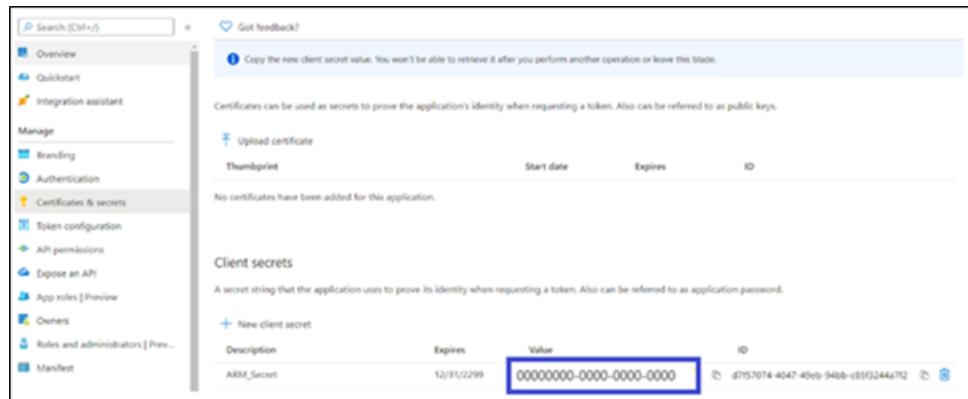 Search (Ctrl+/)
«
Got feedback?
Overview
Quickstart
Integration assistant
Manage
Branding
Authentication
Certificates & secrets
Token configuration
API permissions
Expose an API
App roles | Preview
Owners
Roles and administrators | Prev...
Manifest
Copy the new client secret value. You won't be able to retrieve it after you perform another operation or leave this blade.
Certificates can be used as secrets to prove the application's identity when requesting a token. Also can be referred to as public keys.
Upload certificate
Thumbprint Start date Expires ID
No certificates have been added for this application.
Client secrets
A secret string that the application uses to prove its identity when requesting a token. Also can be referred to as application password.
New client secret
Description Expires Value ID
ARM_Secret 12/31/2299 00000000-0000-0000-0000 d7f57074-4047-49eb-94bb-c85f3244a7f2